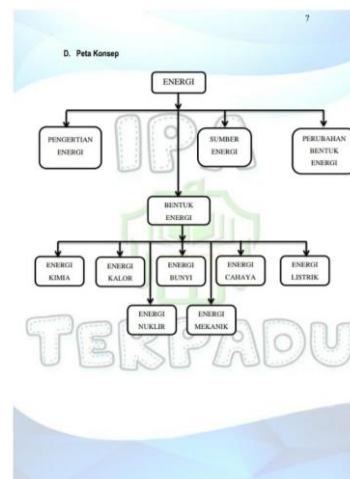 7
D. Peta Konsep
ENERGI
PENGERTIAN
ENERGI
SUMBER
ENERGI
PERUBAHAN
BENTUK
ENERGI
IPA
BENTUK
ENERGI
ENERGI
KIMIA
ENERGI
KALOR
ENERGI
BUNYI
ENERGI
CAHAYA
ENERGI
LISTRIK
ENERGI
NUKLIR
ENERGI
MEKANIK
TERPADU